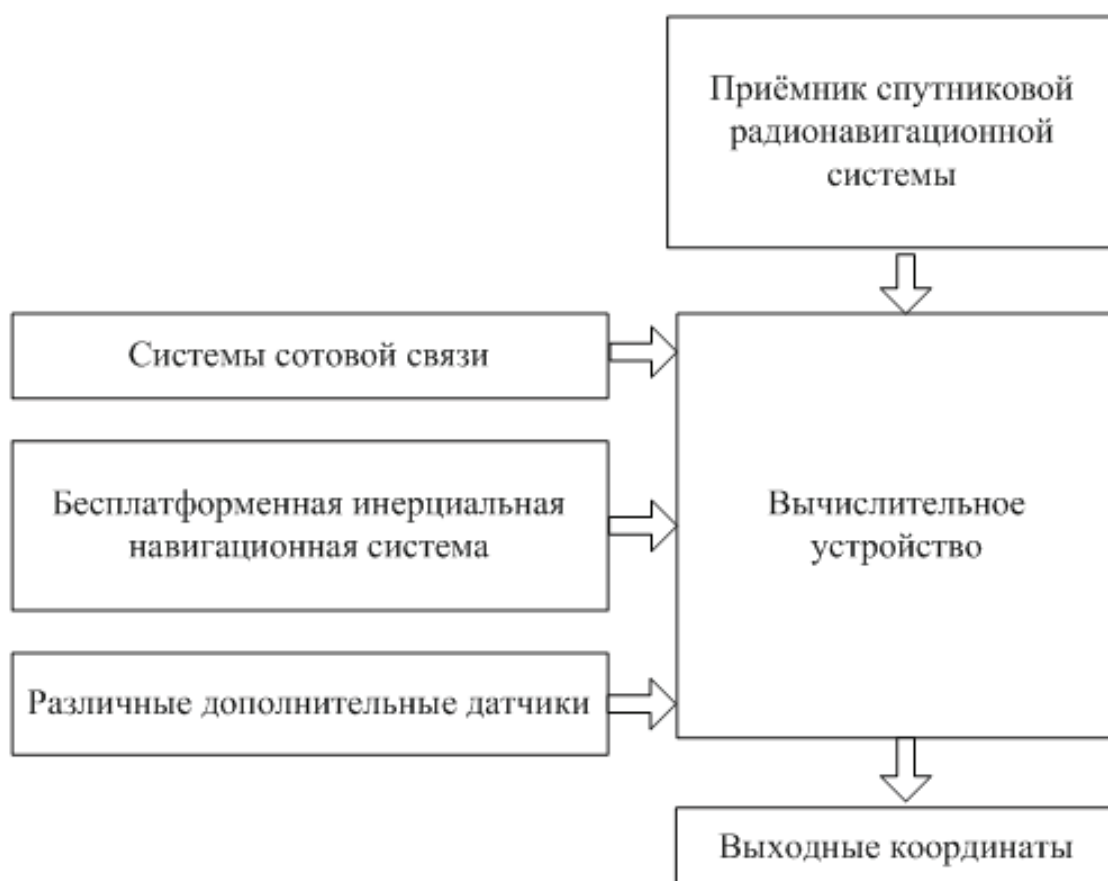 Приёмник спутниковой
радионавигационной
системы
Системы сотовой связи
Бесплатформенная инерциальная
навигационная система
Вычислительное
устройство
Различные дополнительные датчики
Выходные координаты